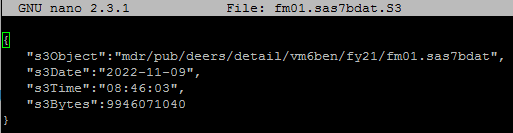 GNU nano 2.3.1 File: fm01.sas7bdat.S3
{
"s3Object":"mdr/pub/deers/detail/vm6ben/fy21/fm01.sas7bdat",
"s3Date":"2022-11-09",
"s3Time":"08:46:03",
"s3Bytes":9946071040
}